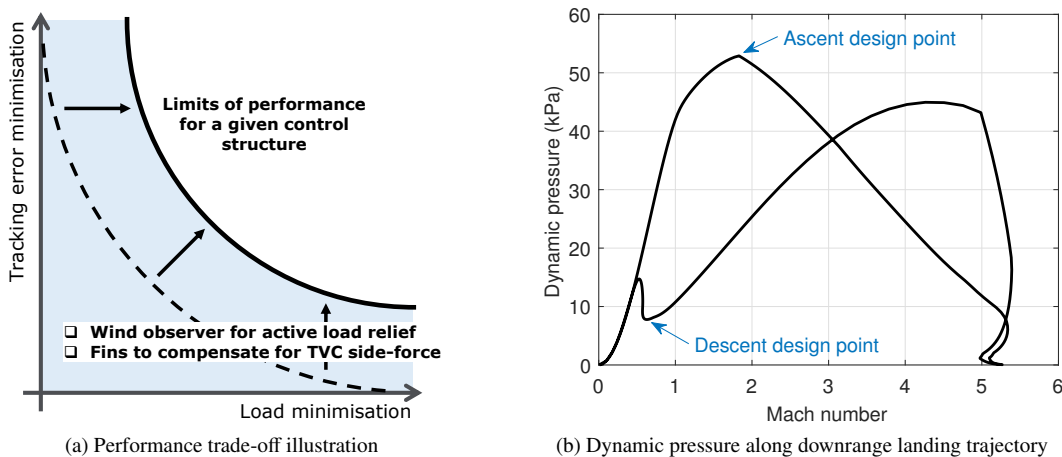 Tracking error minimisation
Limits of performance
for a given control
structure
❑ Wind observer for active load relief
❑ Fins to compensate for TVC side-force
Load minimisation
(a) Performance trade-off illustration
Dynamic pressure (kPa)
60
50
40
30
20
10
0
Ascent design point
Descent design point
0 1 2 3 4 5 6
Mach number
(b) Dynamic pressure along downrange landing trajectory